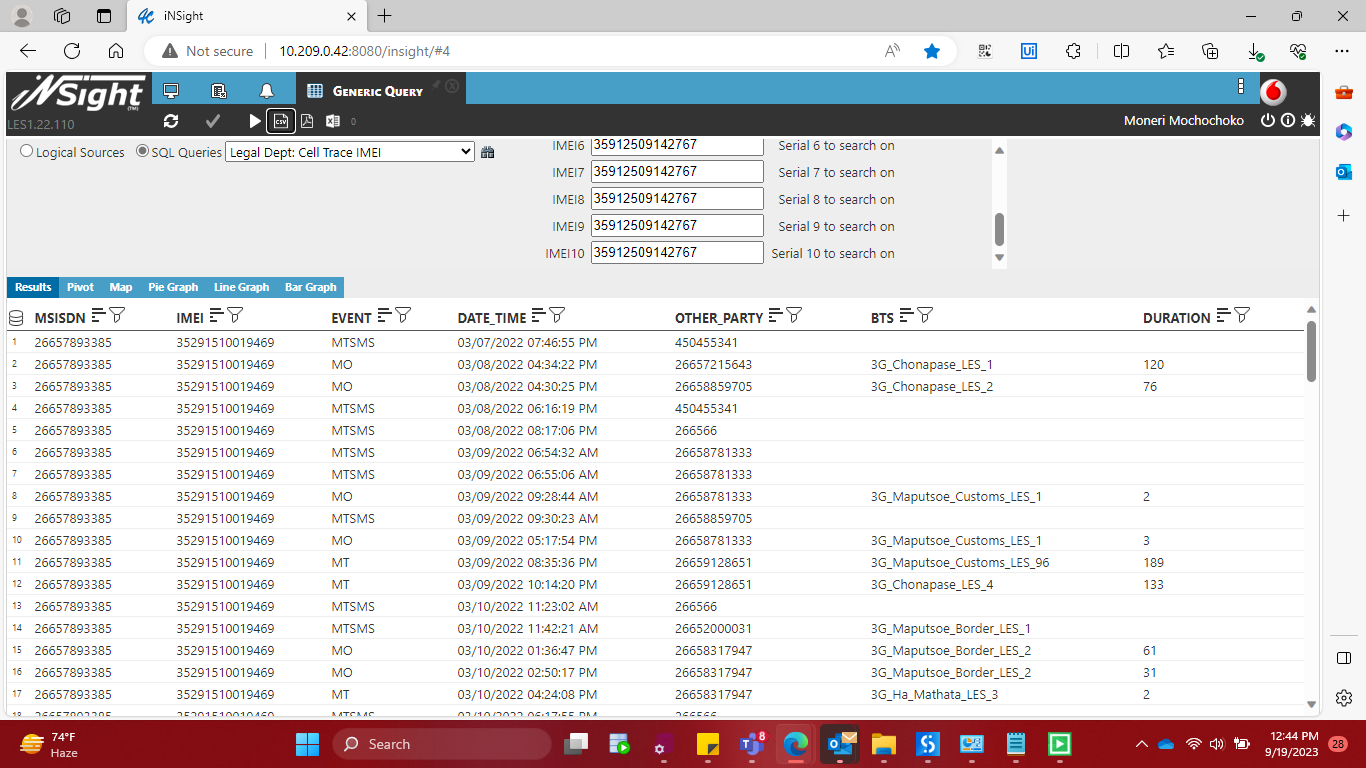 iNSight
Not secure 10.209.0.42:8080/insight/#4
iNSight (TM)
LES1.22.110
GENERIC QUERY
CSV
0
Moneri Mochochoko
Logical Sources SQL Queries Legal Dept: Cell Trace IMEI
IMEI6 35912509142767 Serial 6 to search on
IMEI7 35912509142767 Serial 7 to search on
IMEI8 35912509142767 Serial 8 to search on
IMEI9 35912509142767 Serial 9 to search on
IMEI10 35912509142767 Serial 10 to search on
Results Pivot Map Pie Graph Line Graph Bar Graph
MSISDN IMEI EVENT DATE_TIME OTHER_PARTY BTS DURATION
1 26657893385 35291510019469 MTSMS 03/07/2022 07:46:55 PM 450455341
2 26657893385 35291510019469 MO 03/08/2022 04:34:22 PM 26657215643 3G_Chonapase_LES_1 120
3 26657893385 35291510019469 MO 03/08/2022 04:30:25 PM 26658859705 3G_Chonapase_LES_2 76
4 26657893385 35291510019469 MTSMS 03/08/2022 06:16:19 PM 450455341
5 26657893385 35291510019469 MTSMS 03/08/2022 08:17:06 PM 266566
6 26657893385 35291510019469 MTSMS 03/09/2022 06:54:32 AM 26658781333
7 26657893385 35291510019469 MTSMS 03/09/2022 06:55:06 AM 26658781333
8 26657893385 35291510019469 MO 03/09/2022 09:28:44 AM 26658781333 3G_Maputsoe_Customs_LES_1 2
9 26657893385 35291510019469 MTSMS 03/09/2022 09:30:23 AM 26658859705
10 26657893385 35291510019469 MO 03/09/2022 05:17:54 PM 26658781333 3G_Maputsoe_Customs_LES_1 3
11 26657893385 35291510019469 MT 03/09/2022 08:35:36 PM 26659128651 3G_Maputsoe_Customs_LES_96 189
12 26657893385 35291510019469 MT 03/09/2022 10:14:20 PM 26659128651 3G_Chonapase_LES_4 133
13 26657893385 35291510019469 MTSMS 03/10/2022 11:23:02 AM 266566
14 26657893385 35291510019469 MTSMS 03/10/2022 11:42:21 AM 26652000031 3G_Maputsoe_Border_LES_1
15 26657893385 35291510019469 MO 03/10/2022 01:36:47 PM 26658317947 3G_Maputsoe_Border_LES_2 61
16 26657893385 35291510019469 MO 03/10/2022 02:50:17 PM 26658317947 3G_Maputsoe_Border_LES_2 31
17 26657893385 35291510019469 MT 03/10/2022 04:24:08 PM 26658317947 3G_Ha_Mathata_LES_3 2
18 26657893385 35291510019469 MTSMS 03/10/2022 06:17:55 PM 266566
74°F
Haze
Search
8
12:44 PM
9/19/2023
28